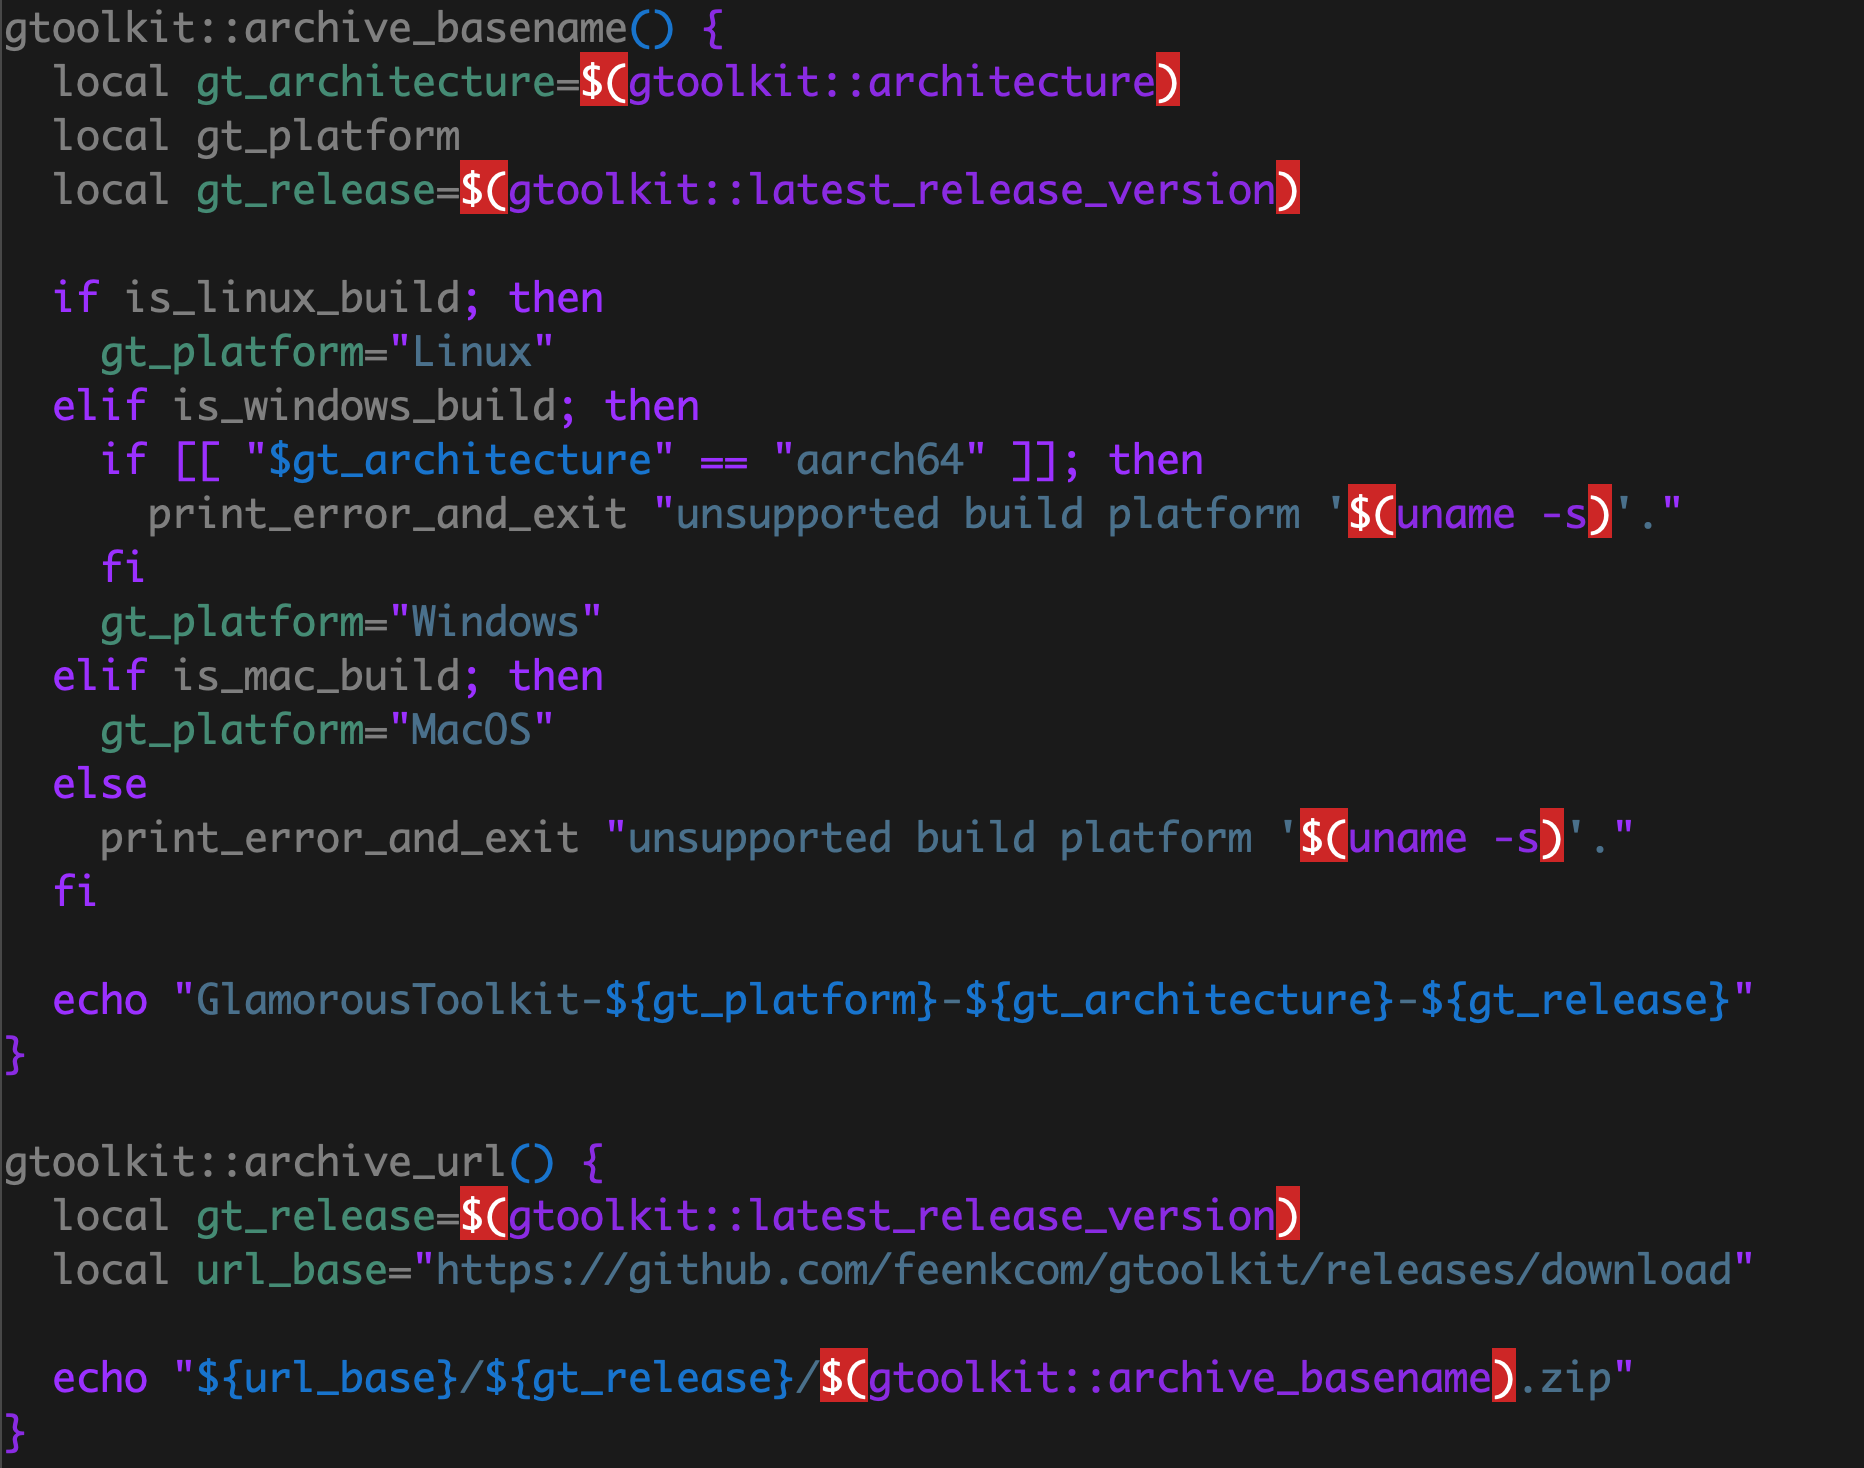 gtoolkit::archive_basename() {
  local gt_architecture=$(gtoolkit::architecture)
  local gt_platform
  local gt_release=$(gtoolkit::latest_release_version)

  if is_linux_build; then
    gt_platform="Linux"
  elif is_windows_build; then
    if [[ "$gt_architecture" == "aarch64" ]]; then
      print_error_and_exit "unsupported build platform '$(uname -s)'."
    fi
    gt_platform="Windows"
  elif is_mac_build; then
    gt_platform="MacOS"
  else
    print_error_and_exit "unsupported build platform '$(uname -s)'."
  fi

  echo "GlamorousToolkit-${gt_platform}-${gt_architecture}-${gt_release}"
}

gtoolkit::archive_url() {
  local gt_release=$(gtoolkit::latest_release_version)
  local url_base="https://github.com/feenkcom/gtoolkit/releases/download"

  echo "${url_base}/${gt_release}/$(gtoolkit::archive_basename).zip"
}